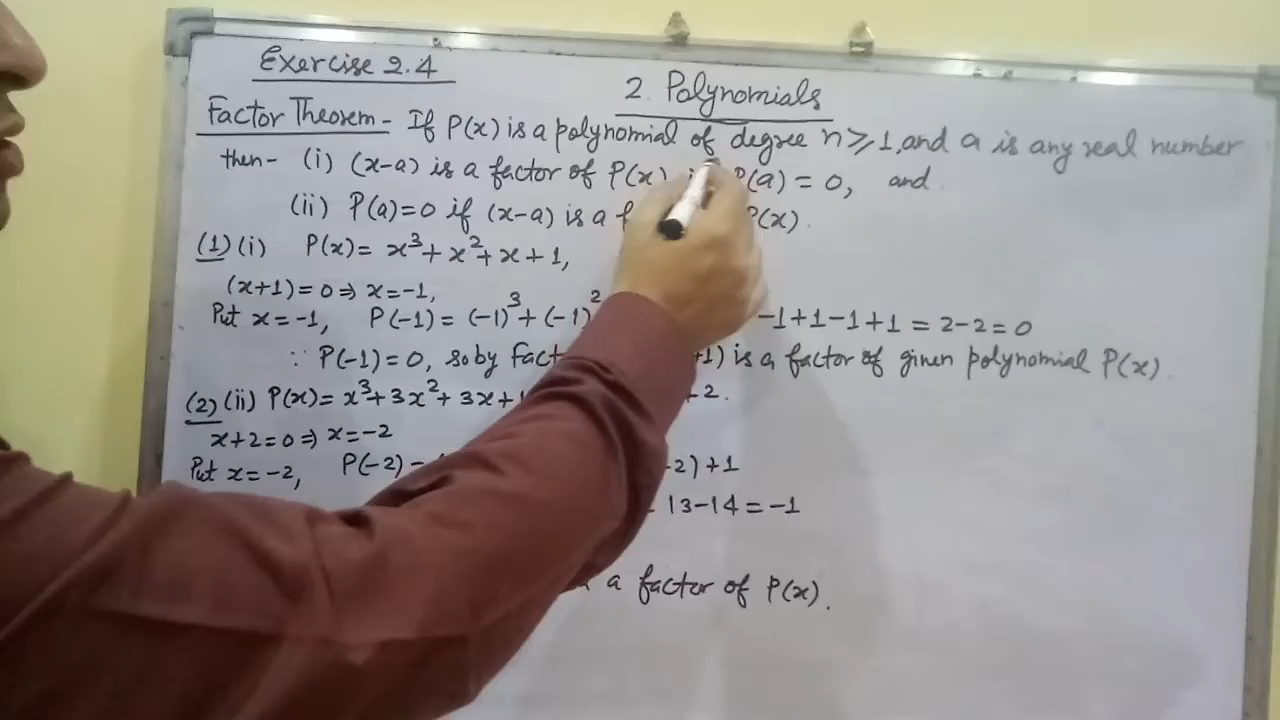 Exercise 2.4
2. Polynomials
Factor Theorem - If P(x) is a polynomial of degree n ≥ 1, and a is any real number
then - (i) (x-a) is a factor of P(x) P(a) = 0, and
(ii) P(a)=0 if (x-a) is a P(x).
(1) (i) P(x) = x³ + x² + x + 1,
(x+1) = 0 ⇒ x = -1,
Put x = -1, P(-1) = (-1)³ + (-1)² -1+1-1+1 = 2-2 = 0
∵ P(-1) = 0, so by +1) is a factor of given polynomial P(x).
(2) (ii) P(x) = x³ + 3x² + 3x + 1 2.
x+2 = 0 ⇒ x = -2
Put x = -2, P(-2) = -2) + 1
13-14 = -1
a factor of P(x).